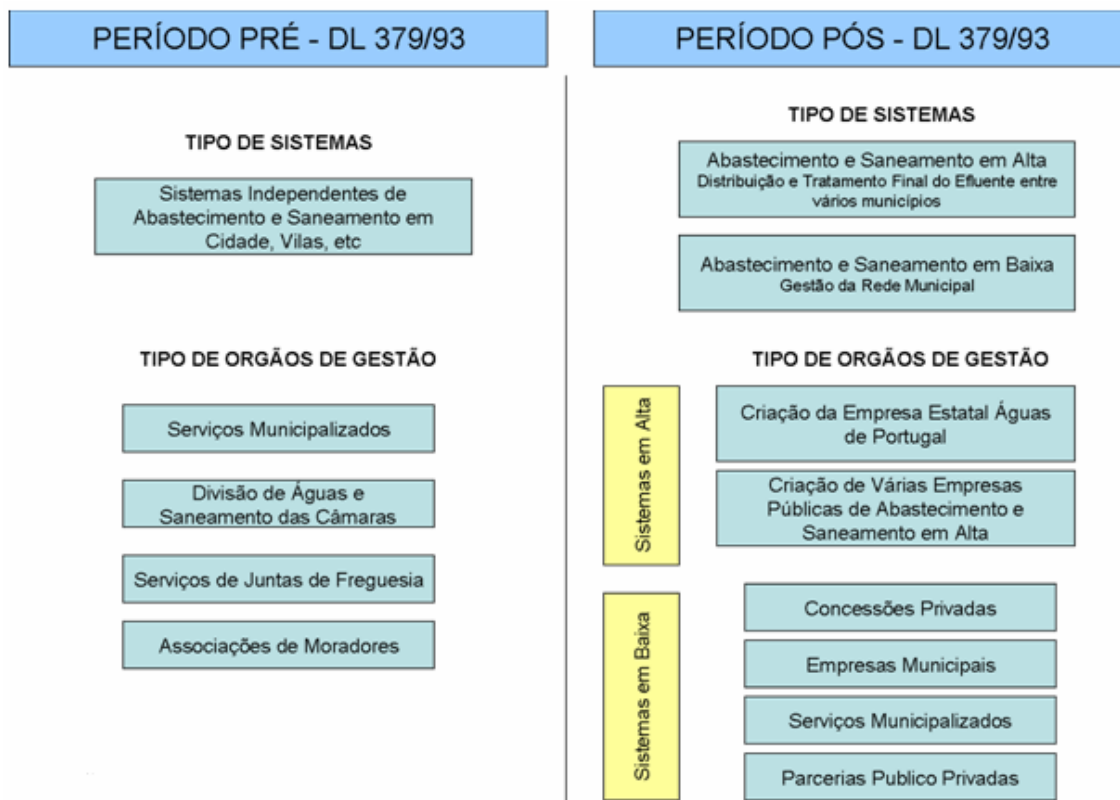 PERÍODO PRÉ - DL 379/93
TIPO DE SISTEMAS
Sistemas Independentes de
Abastecimento e Saneamento em
Cidade, Vilas, etc
TIPO DE ORGÃOS DE GESTÃO
Serviços Municipalizados
Divisão de Águas e
Saneamento das Câmaras
Serviços de Juntas de Freguesia
Associações de Moradores
PERÍODO PÓS - DL 379/93
TIPO DE SISTEMAS
Abastecimento e Saneamento em Alta
Distribuição e Tratamento Final do Efluente entre
vários municípios
Abastecimento e Saneamento em Baixa
Gestão da Rede Municipal
TIPO DE ORGÃOS DE GESTÃO
Sistemas em Alta
Criação da Empresa Estatal Águas
de Portugal
Criação de Várias Empresas
Públicas de Abastecimento e
Saneamento em Alta
Sistemas em Baixa
Concessões Privadas
Empresas Municipais
Serviços Municipalizados
Parcerias Publico Privadas